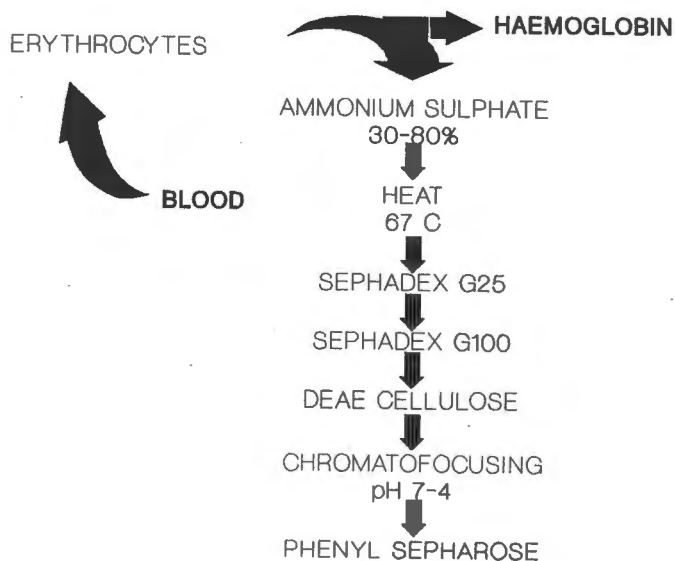 ERYTHROCYTES
HAEMOGLOBIN
BLOOD
AMMONIUM SULPHATE
30-80%
HEAT
67 C
SEPHADEX G25
SEPHADEX G100
DEAE CELLULOSE
CHROMATOFOCUSING
pH 7-4
PHENYL SEPHAROSE